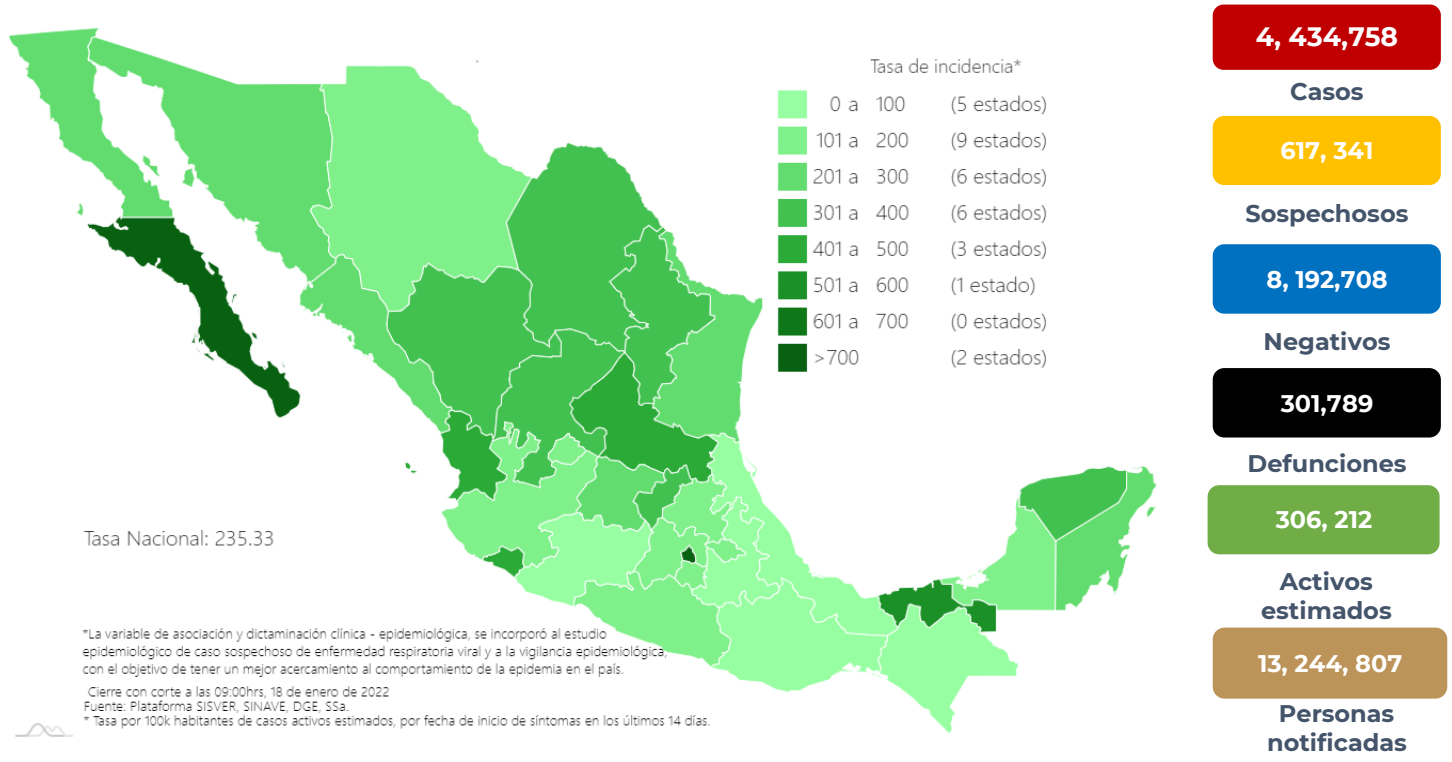 Tasa de incidencia*
0 a 100 (5 estados)
101 a 200 (9 estados)
201 a 300 (6 estados)
301 a 400 (6 estados)
401 a 500 (3 estados)
501 a 600 (1 estado)
601 a 700 (0 estados)
>700 (2 estados)
Tasa Nacional: 235.33
*La variable de asociación y dictaminación clínica - epidemiológica, se incorporó al estudio
epidemiológico de caso sospechoso de enfermedad respiratoria viral y a la vigilancia epidemiológica,
con el objetivo de tener un mejor acercamiento al comportamiento de la epidemia en el país.
Cierre con corte a las 09:00hrs, 18 de enero de 2022
Fuente: Plataforma SISVER, SINAVE, DGE, SSa.
* Tasa por 100k habitantes de casos activos estimados, por fecha de inicio de síntomas en los últimos 14 días.
4, 434,758
Casos
617, 341
Sospechosos
8, 192,708
Negativos
301,789
Defunciones
306, 212
Activos
estimados
13, 244, 807
Personas
notificadas